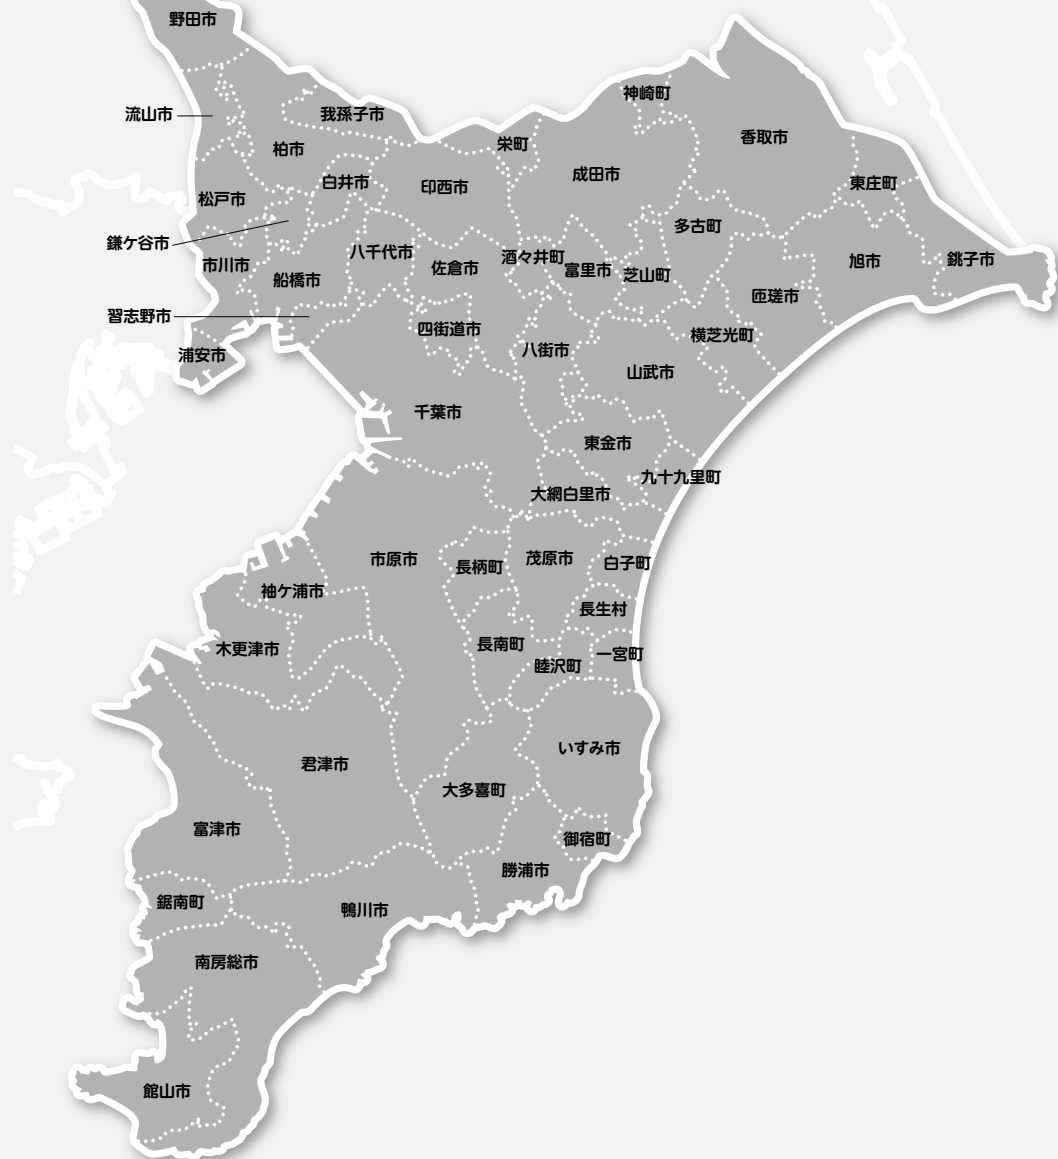 野田市
神崎町
流山市
我孫子市
香取市
柏市
栄町
成田市
白井市
印西市
東庄町
松戸市
多古町
鎌ケ谷市
八千代市
酒々井町
市川市
佐倉市
富里市
芝山町
旭市
銚子市
船橋市
匝瑳市
習志野市
四街道市
横芝光町
浦安市
八街市
山武市
千葉市
東金市
九十九里町
大網白里市
市原市
長柄町
茂原市
白子町
袖ケ浦市
長生村
木更津市
長南町
睦沢町
一宮町
いすみ市
君津市
大多喜町
富津市
御宿町
勝浦市
鋸南町
鴨川市
南房総市
館山市